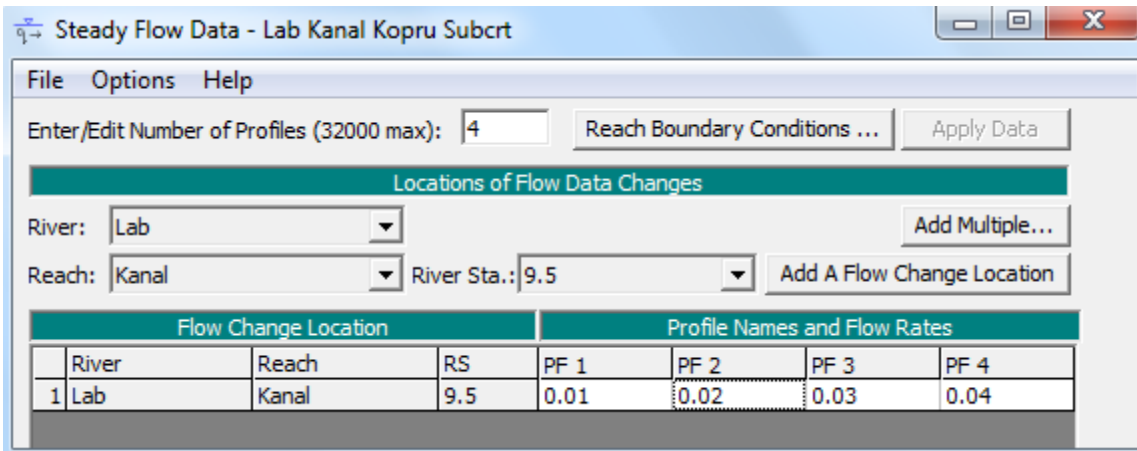 Steady Flow Data - Lab Kanal Kopru Subcrt
File Options Help
Enter/Edit Number of Profiles (32000 max): 4 Reach Boundary Conditions ... Apply Data
Locations of Flow Data Changes
River: Lab Add Multiple...
Reach: Kanal River Sta.: 9.5 Add A Flow Change Location
Flow Change Location Profile Names and Flow Rates
River Reach RS PF 1 PF 2 PF 3 PF 4
1 Lab Kanal 9.5 0.01 0.02 0.03 0.04